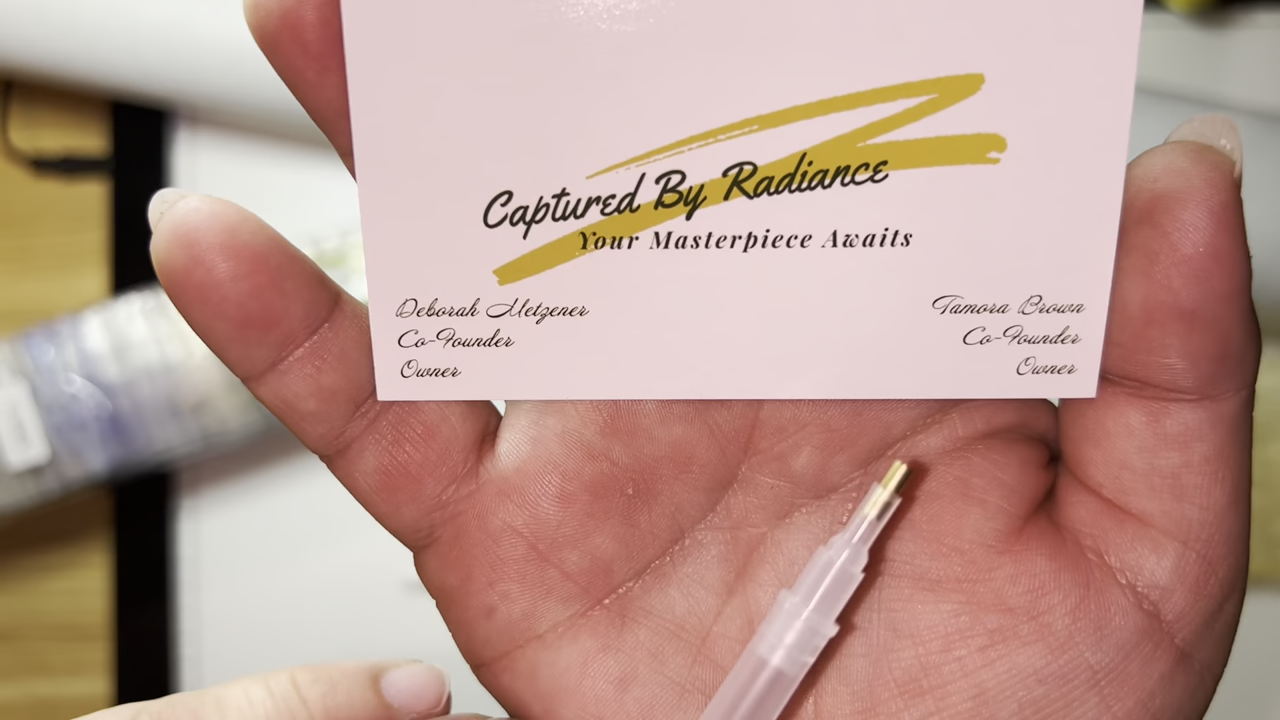 Captured By Radiance
Your Masterpiece Awaits
Deborah Metzener
Co-Founder
Owner
Tamora Brown
Co-Founder
Owner